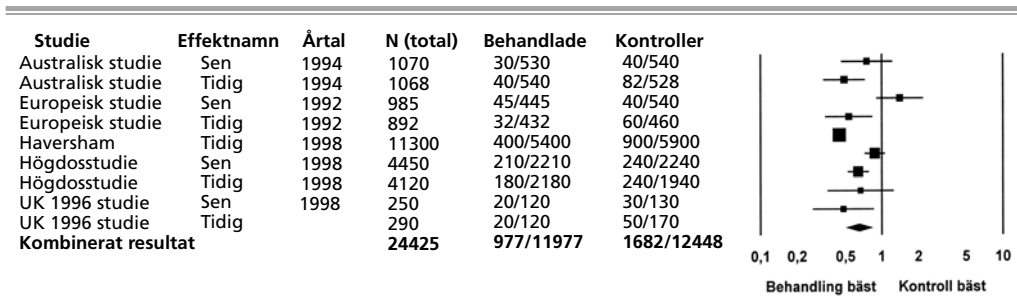 Studie Effektnamn Årtal N (total) Behandlade Kontroller
Australisk studie Sen 1994 1070 30/530 40/540
Australisk studie Tidig 1994 1068 40/540 82/528
Europeisk studie Sen 1992 985 45/445 40/540
Europeisk studie Tidig 1992 892 32/432 60/460
Haversham Tidig 1998 11300 400/5400 900/5900
Högdosstudie Sen 1998 4450 210/2210 240/2240
Högdosstudie Tidig 1998 4120 180/2180 240/1940
UK 1996 studie Sen 1998 250 20/120 30/130
UK 1996 studie Tidig 290 20/120 50/170
Kombinerat resultat 24425 977/11977 1682/12448
0,1 0,2 0,5 1 2 5 10
Behandling bäst Kontroll bäst